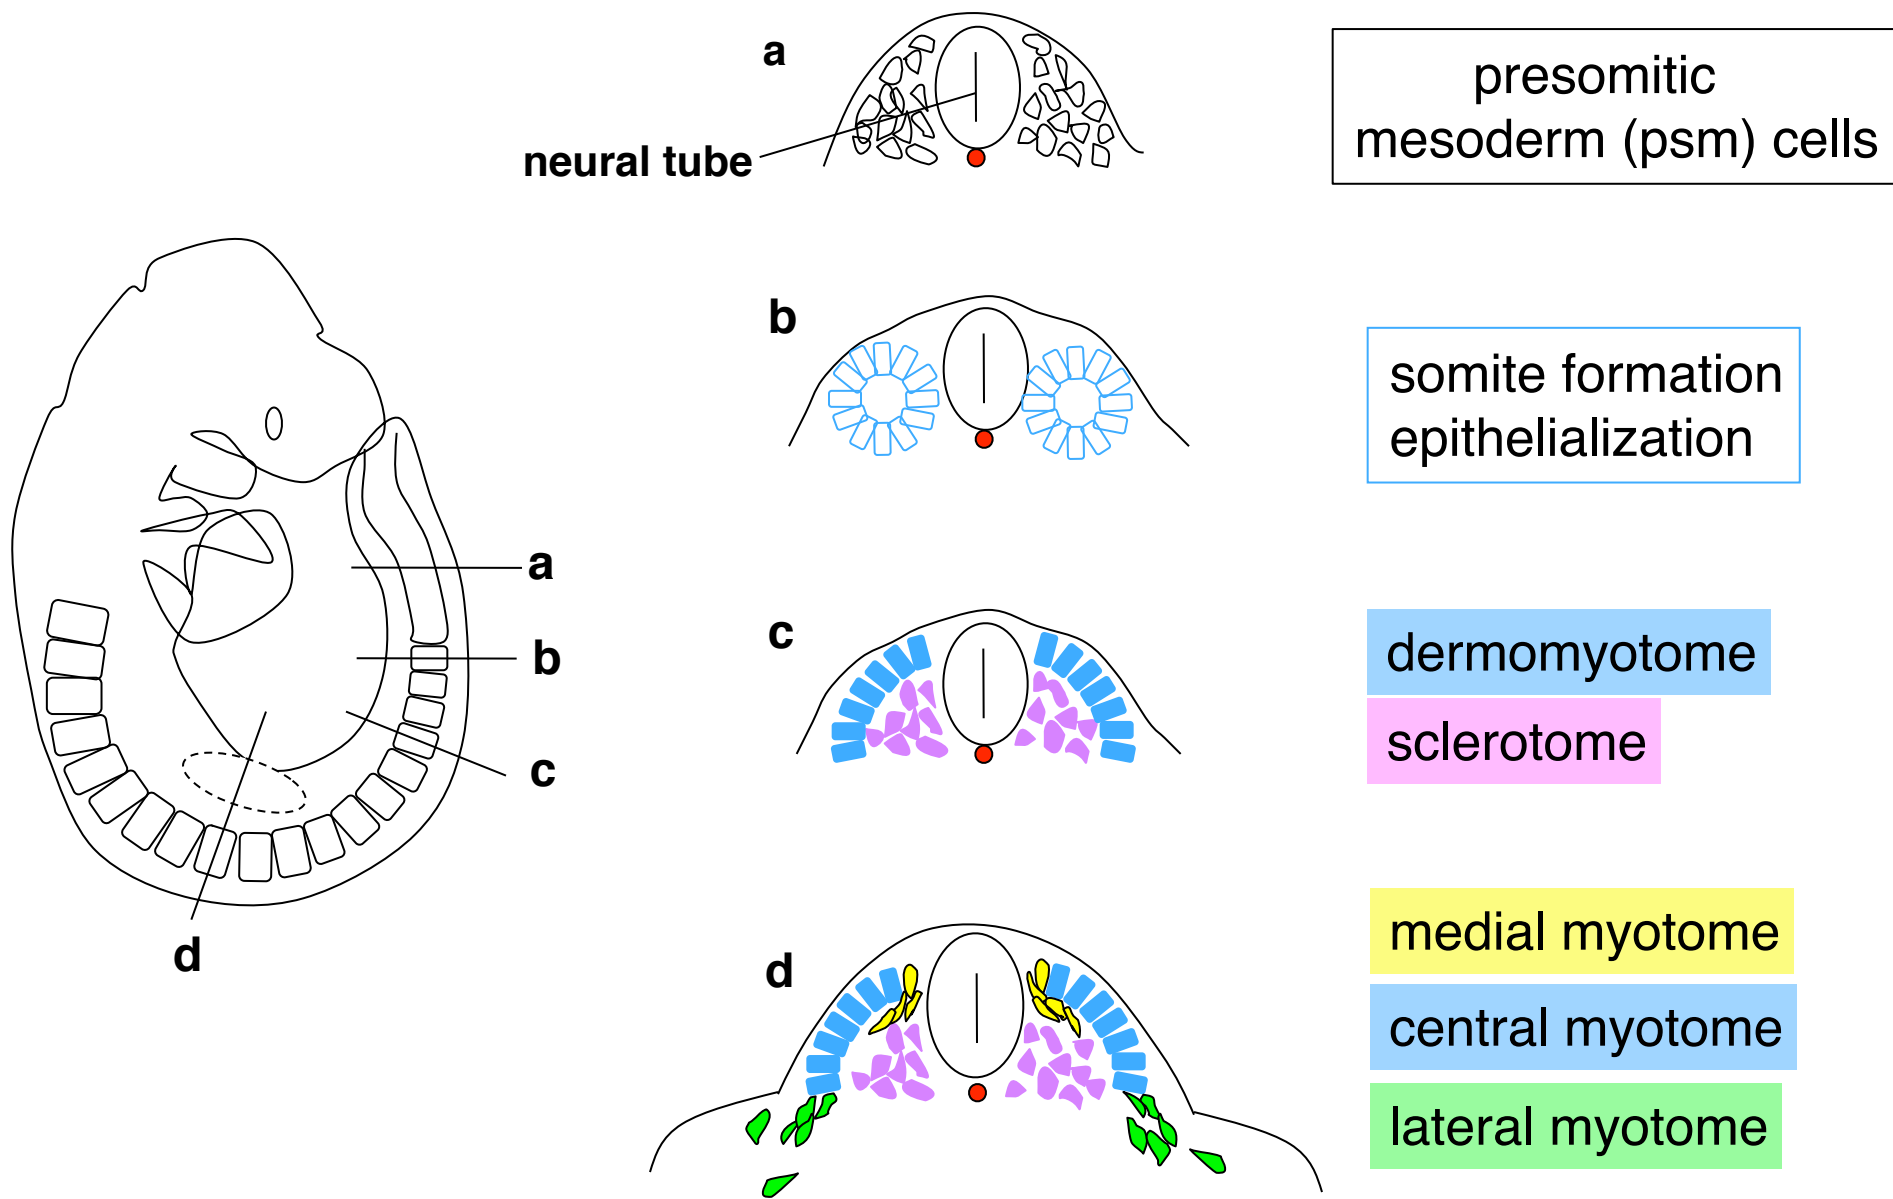 a
neural tube
presomitic
mesoderm (psm) cells
b
somite formation
epithelialization
a
b
c
d
c
dermomyotome
sclerotome
d
medial myotome
central myotome
lateral myotome